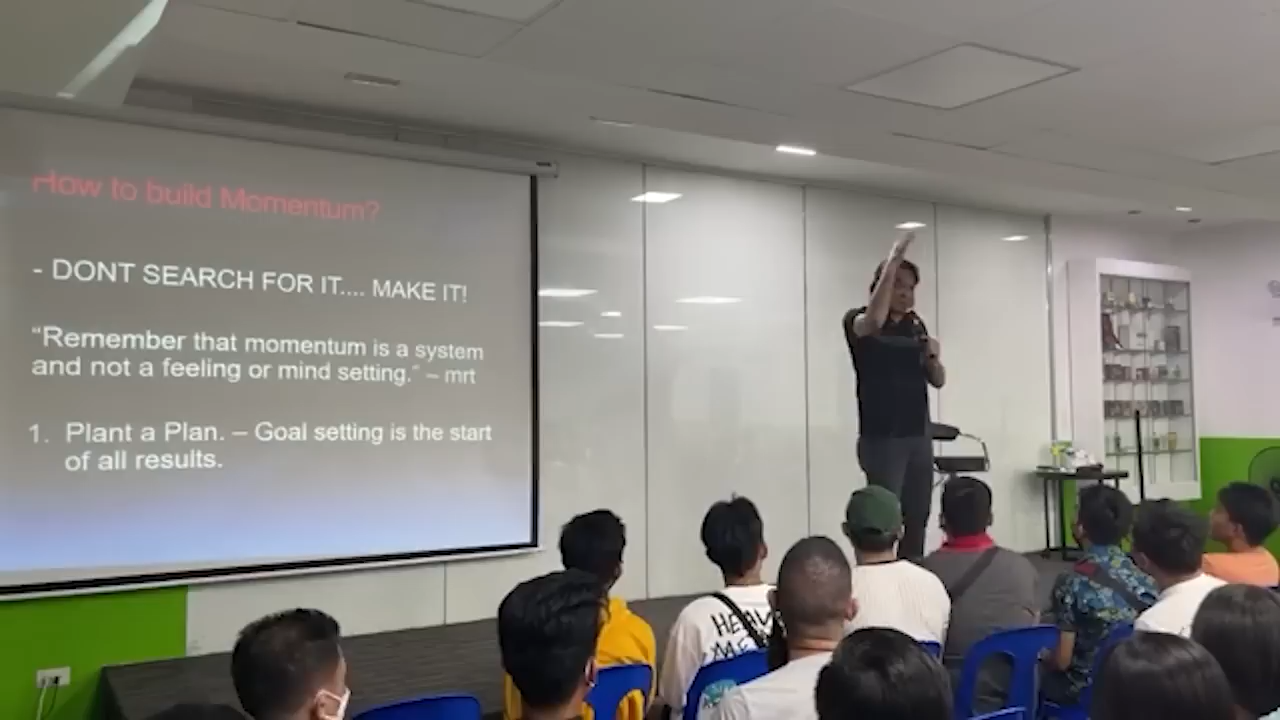 How to build Momentum?
- DONT SEARCH FOR IT.... MAKE IT!
“Remember that momentum is a system
and not a feeling or mind setting.” – mrt
1. Plant a Plan. – Goal setting is the start
of all results.
HEAVY